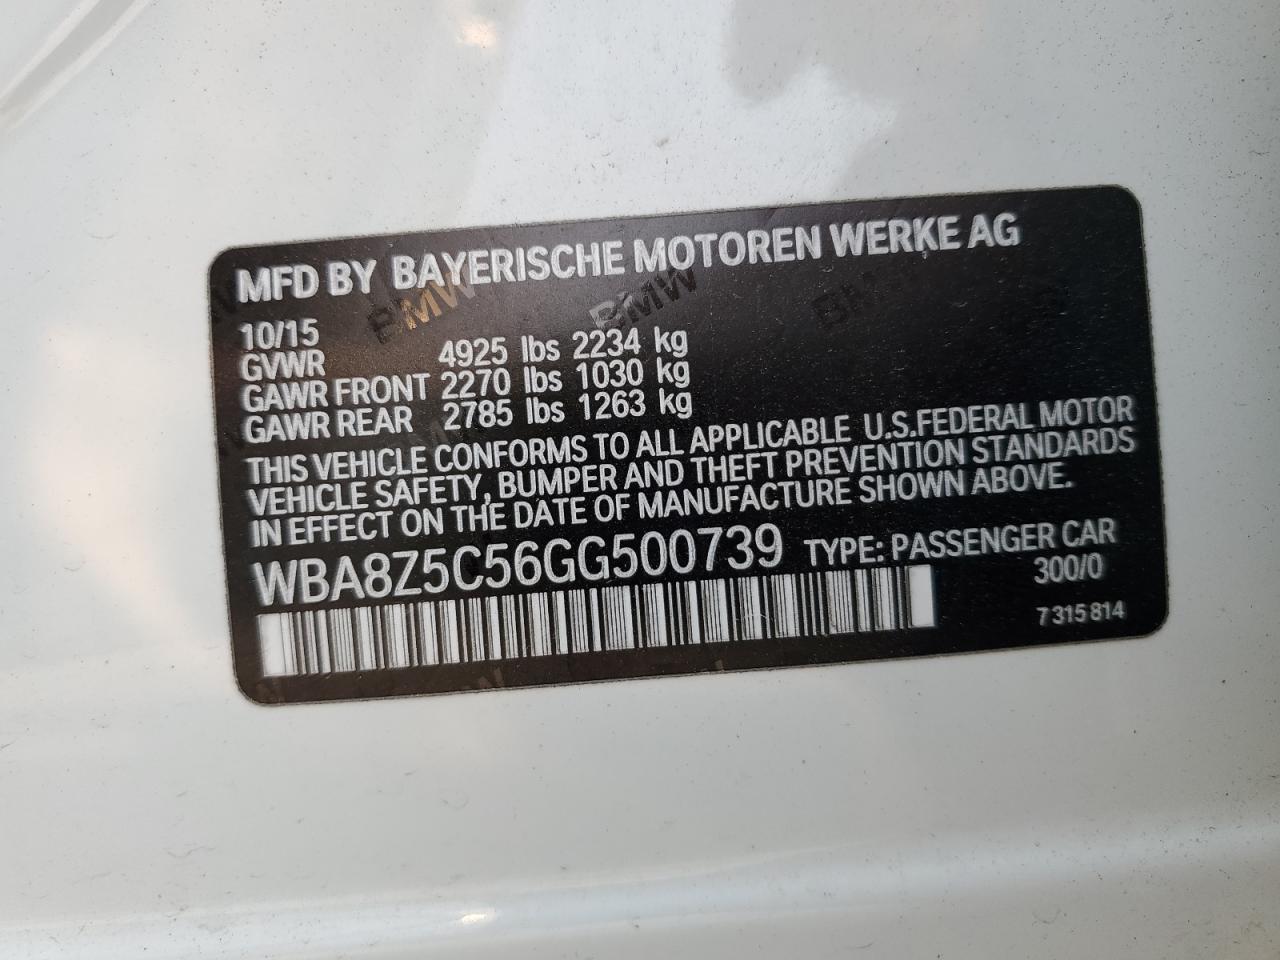 MFD BY BAYERISCHE MOTOREN WERKE AG
10/15
GVWR 4925 lbs 2234 kg
GAWR FRONT 2270 lbs 1030 kg
GAWR REAR 2785 lbs 1263 kg
THIS VEHICLE CONFORMS TO ALL APPLICABLE U.S.FEDERAL MOTOR
VEHICLE SAFETY, BUMPER AND THEFT PREVENTION STANDARDS
IN EFFECT ON THE DATE OF MANUFACTURE SHOWN ABOVE.
WBA8Z5C56GG500739 TYPE: PASSENGER CAR
300/0
7 315 814
BMW
BMW
BMW